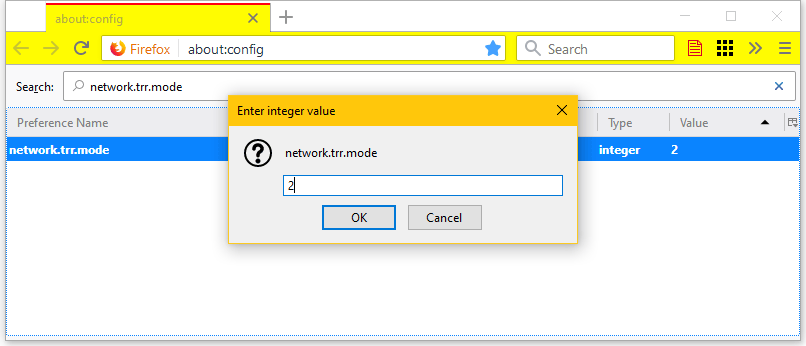 about:config
Firefox about:config Search
Search: network.trr.mode
Enter integer value
Preference Name Type Value
network.trr.mode integer 2
network.trr.mode
2
OK Cancel